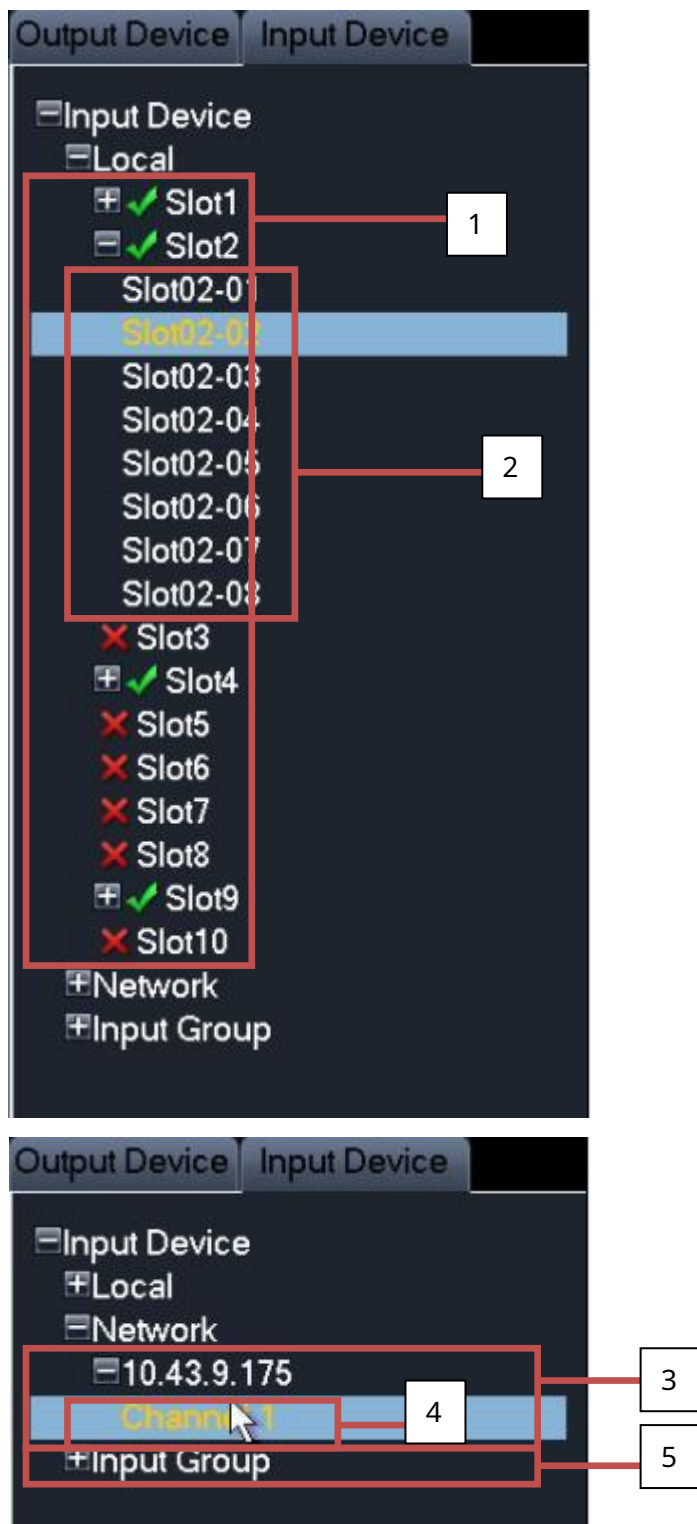 Output Device Input Device
Input Device
Local
Slot1
1
Slot2
Slot02-01
Slot02-02
Slot02-03
Slot02-04
Slot02-05
2
Slot02-06
Slot02-07
Slot02-08
Slot3
Slot4
Slot5
Slot6
Slot7
Slot8
Slot9
Slot10
Network
Input Group
Output Device Input Device
Input Device
Local
Network
10.43.9.175
3
Channel 1
4
Input Group
5